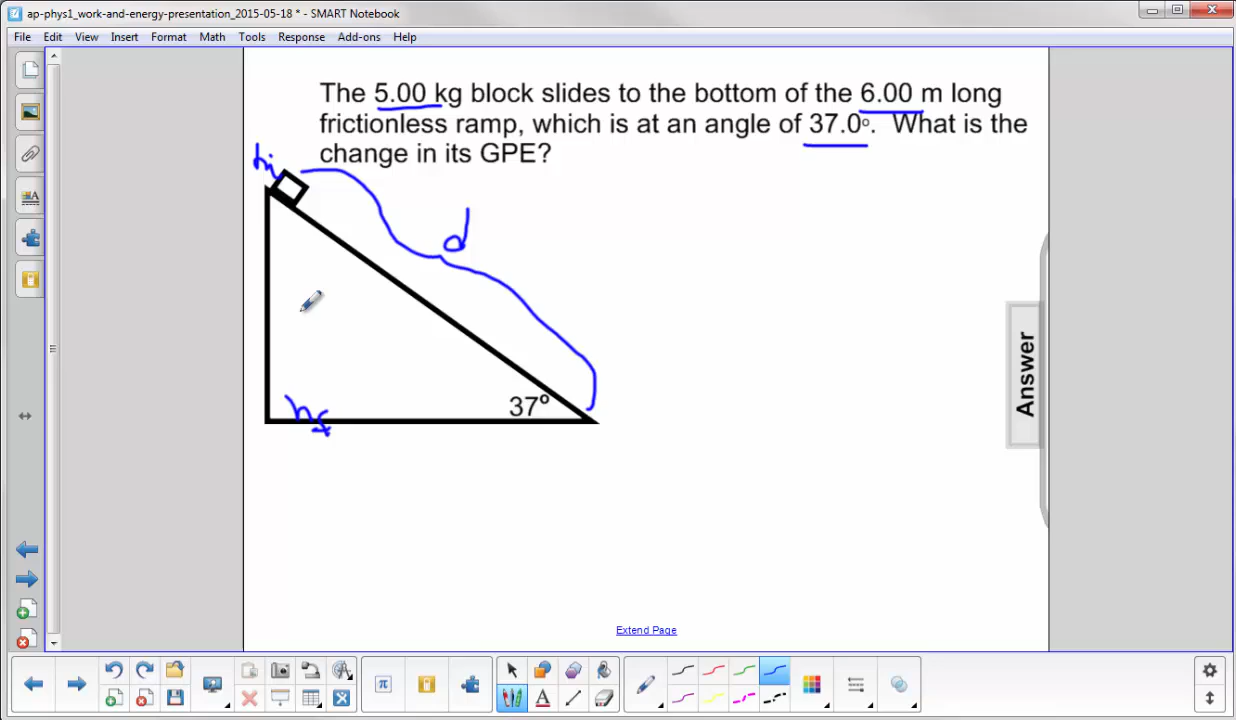 ap-phys1_work-and-energy-presentation_2015-05-18 * - SMART Notebook
File Edit View Insert Format Math Tools Response Add-ons Help
The 5.00 kg block slides to the bottom of the 6.00 m long
frictionless ramp, which is at an angle of 37.0°. What is the
change in its GPE?
hi
d
37°
hf
Answer
Extend Page